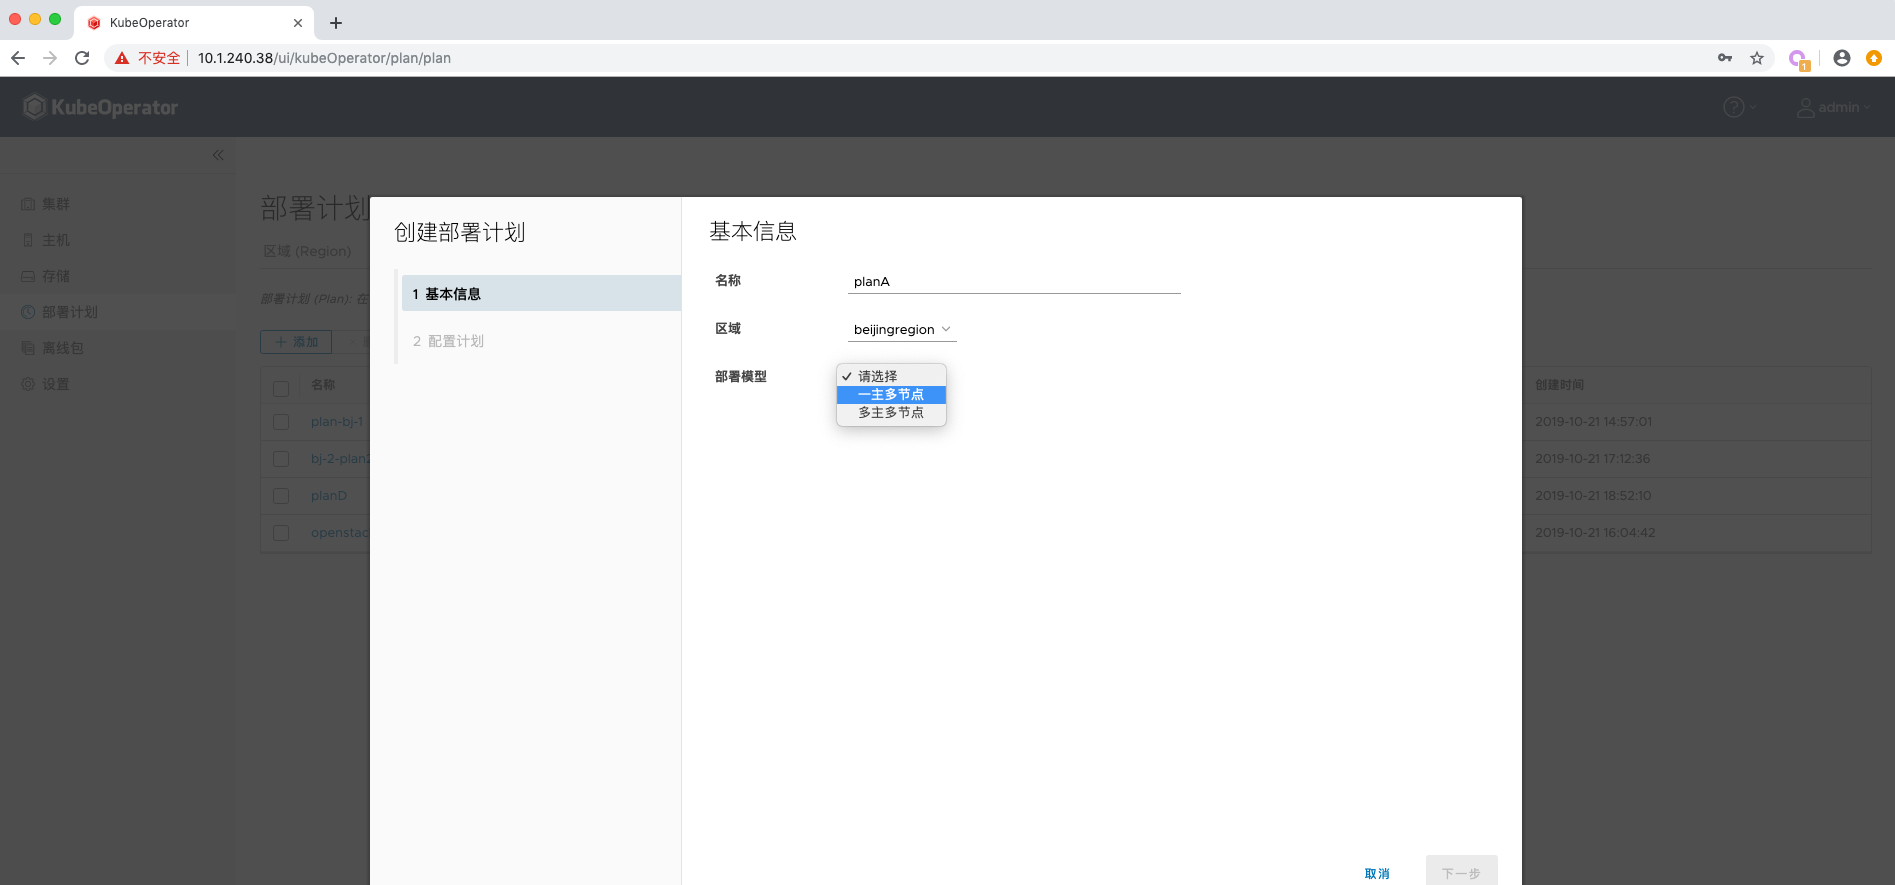 KubeOperator
不安全
10.1.240.38/ui/kubeOperator/plan/plan
1
KubeOperator
admin
集群
主机
存储
部署计划
离线包
设置
部署计划
区域 (Region)
部署计划 (Plan): 在
添加
名称
创建时间
plan-bj-1
2019-10-21 14:57:01
bj-2-plan2
2019-10-21 17:12:36
planD
2019-10-21 18:52:10
2019-10-21 16:04:42
创建部署计划
1 基本信息
2 配置计划
基本信息
名称
planA
区域
beijingregion
部署模型
请选择
一主多节点
多主多节点
取消
下一步